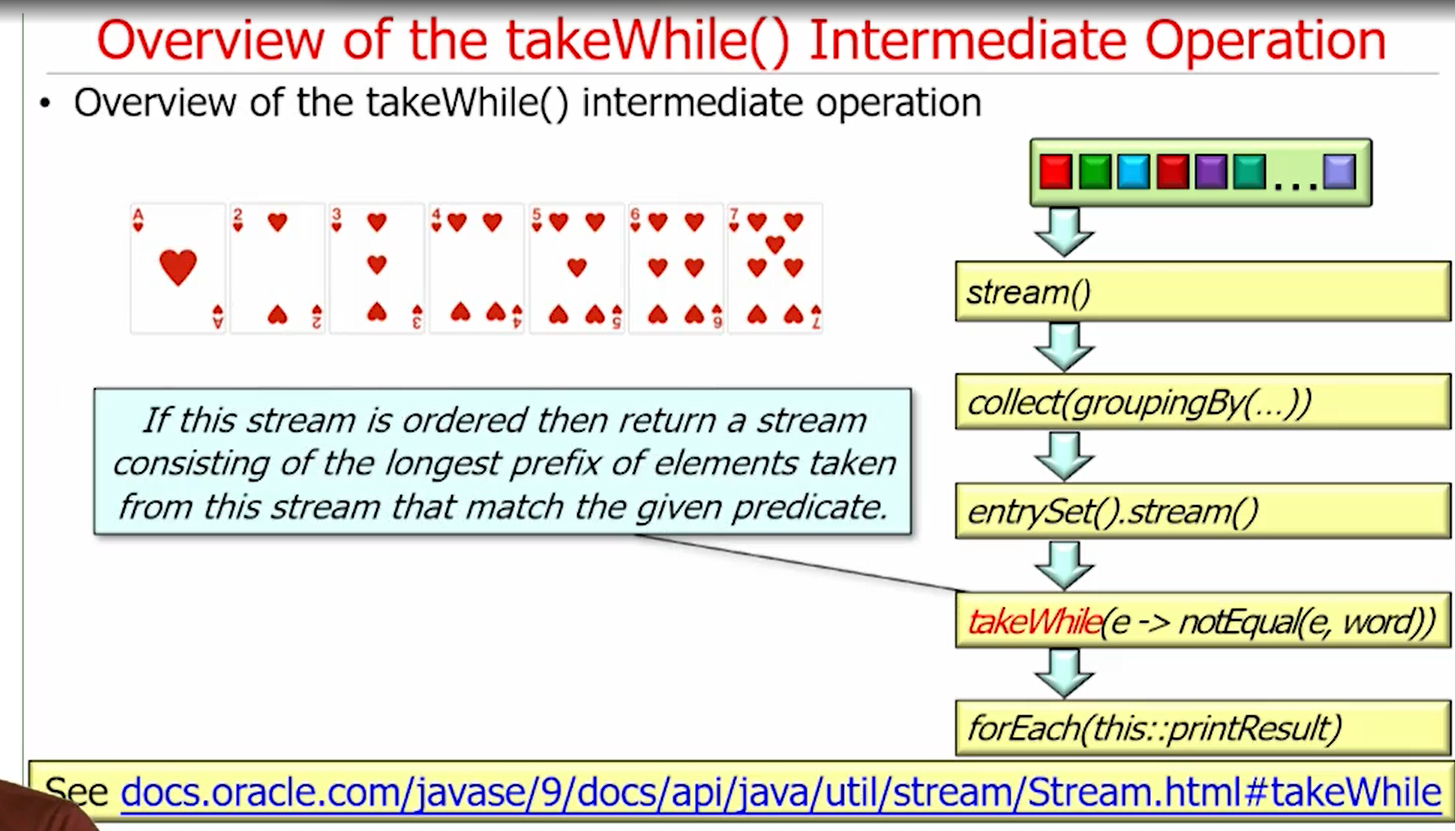 Overview of the takeWhile() Intermediate Operation
• Overview of the takeWhile() intermediate operation
A 2 3 4 5 6 7
A 2 3 4 5 6 7
If this stream is ordered then return a stream
consisting of the longest prefix of elements taken
from this stream that match the given predicate.
...
stream()
collect(groupingBy(...))
entrySet().stream()
takeWhile(e -> notEqual(e, word))
forEach(this::printResult)
See docs.oracle.com/javase/9/docs/api/java/util/stream/Stream.html#takeWhile